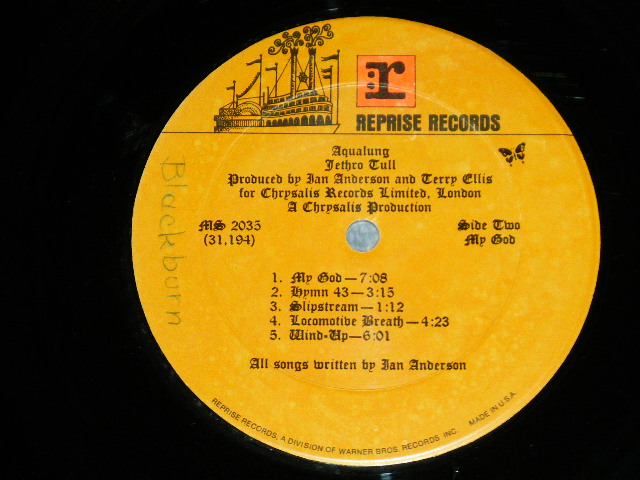 r
REPRISE RECORDS
Aqualung
Jethro Tull
Produced by Ian Anderson and Terry Ellis
for Chrysalis Records Limited, London
A Chrysalis Production
MS 2035
(31,194)
Side Two
My God
1. My God—7:08
2. Hymn 43—3:15
3. Slipstream—1:12
4. Locomotive Breath—4:23
5. Wind-Up—6:01
All songs written by Ian Anderson
REPRISE RECORDS, A DIVISION OF WARNER BROS. RECORDS INC. MADE IN U.S.A.
Blackburn